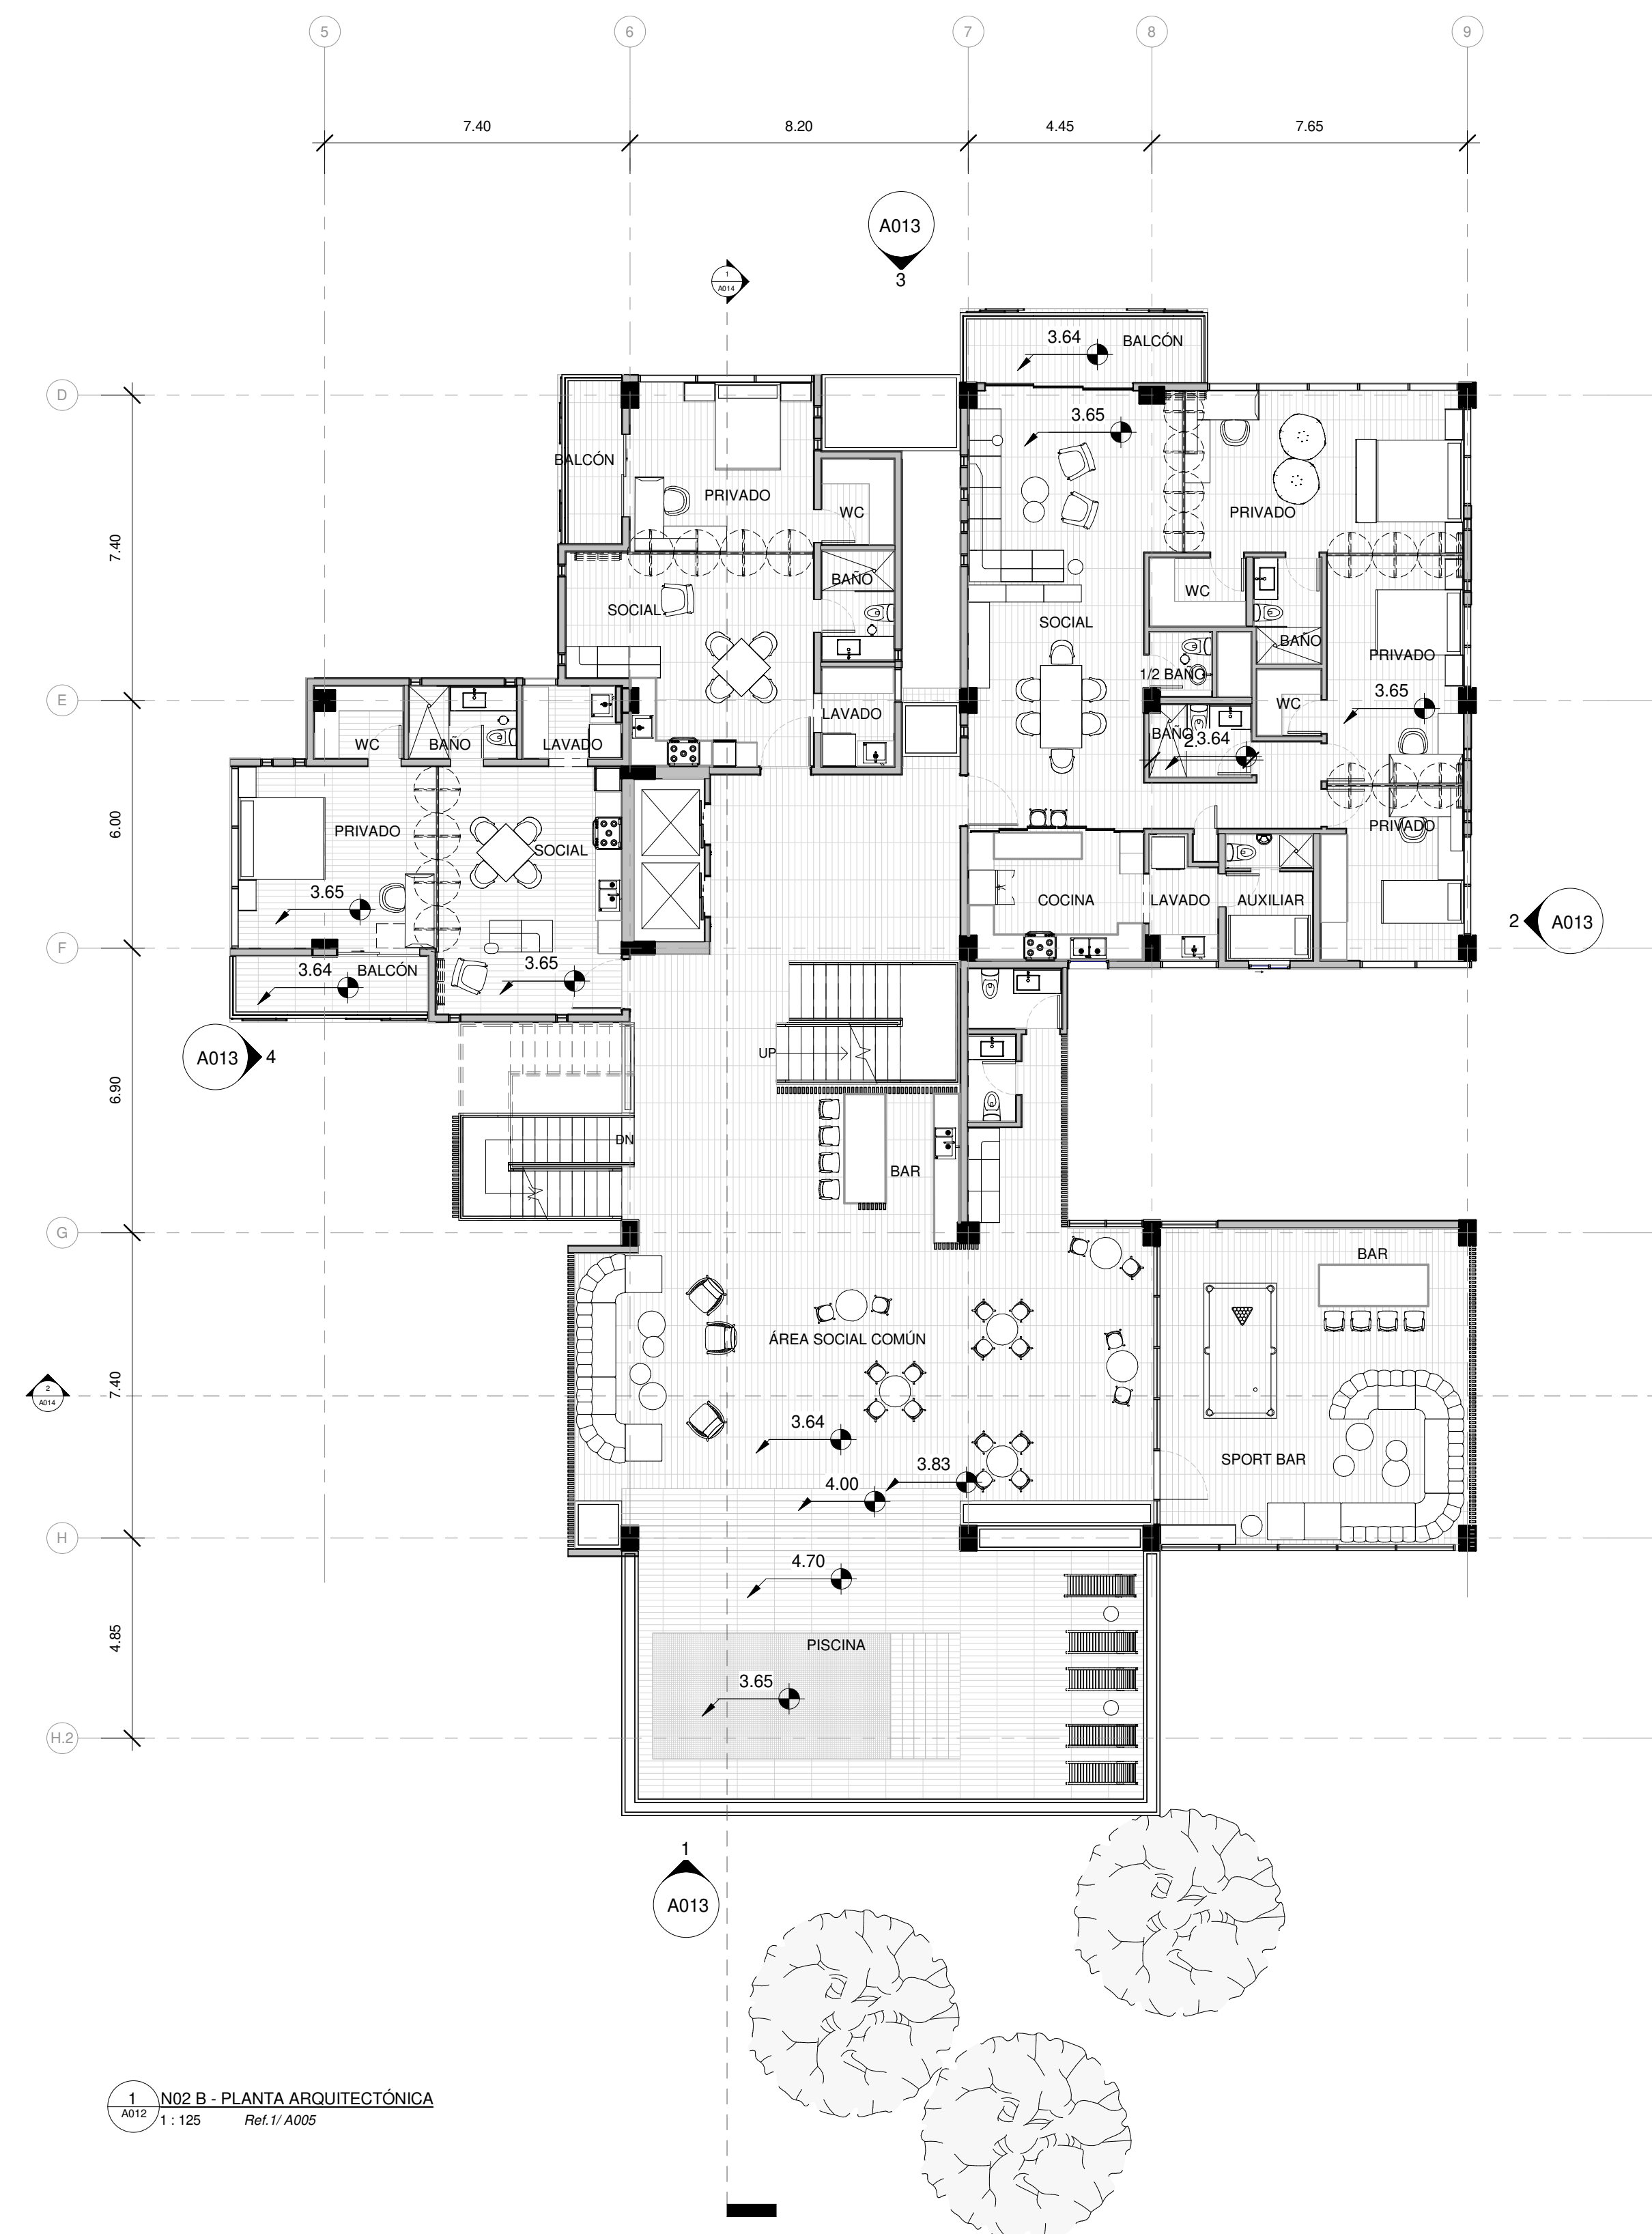 5 6 7 8 9
7.40 8.20 4.45 7.65
A013
3
1
A014
3.64 BALCÓN
D
3.65
BALCÓN
PRIVADO
WC
PRIVADO
7.40
BAÑO
SOCIAL
WC
SOCIAL
BAÑO
PRIVADO
1/2 BAÑO
E
3.65
WC
LAVADO
WC BAÑO LAVADO
BAÑO
3.64
6.00
PRIVADO
SOCIAL
PRIVADO
3.65
COCINA LAVADO AUXILIAR
2 A013
F
3.64 BALCÓN
3.65
A013 4
UP
6.90
DN
BAR
G
BAR
ÁREA SOCIAL COMÚN
2
A014
7.40
3.64
SPORT BAR
3.83
4.00
H
4.70
4.85
PISCINA
3.65
H.2
1
A013
1
A012
N02 B - PLANTA ARQUITECTÓNICA
1 : 125 Ref.1/ A005